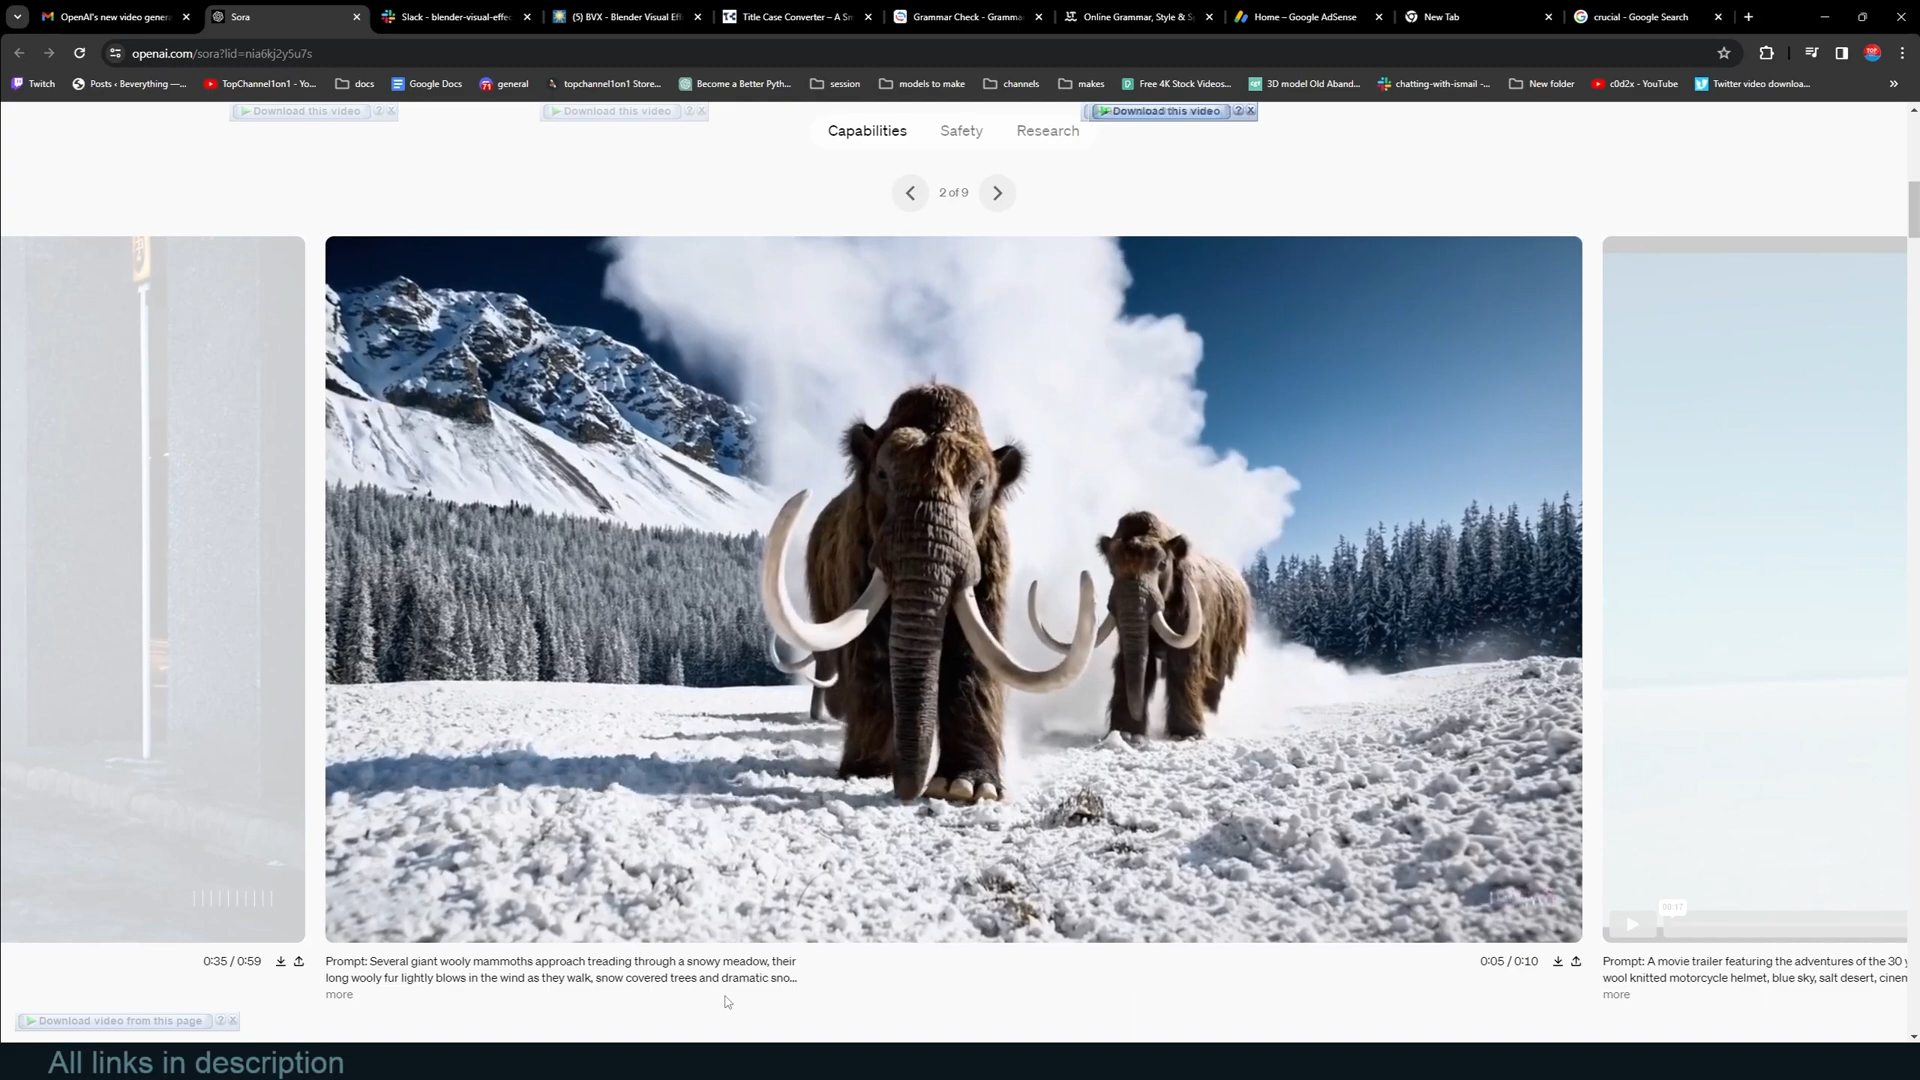 OpenAI's new video genera
Sora
Slack - blender-visual-effec
(5) BVX - Blender Visual Eff
Title Case Converter – A Sm
Grammar Check - Gramma
Online Grammar, Style & S
Home – Google AdSense
New Tab
crucial - Google Search
openai.com/sora?lid=nia6kj2y5u7s
Twitch
Posts ‹ Beverything —...
TopChannel1on1 - Yo...
docs
Google Docs
general
topchannel1on1 Store...
Become a Better Pyth...
session
models to make
channels
makes
Free 4K Stock Videos...
3D model Old Aband...
chatting-with-ismail -...
New folder
c0d2x - YouTube
Twitter video downloa...
Download this video
Download this video
Download this video
Capabilities
Safety
Research
2 of 9
00:17
0:35 / 0:59
Prompt: Several giant wooly mammoths approach treading through a snowy meadow, their
long wooly fur lightly blows in the wind as they walk, snow covered trees and dramatic sno...
more
0:05 / 0:10
Prompt: A movie trailer featuring the adventures of the 30 y
wool knitted motorcycle helmet, blue sky, salt desert, cinen
more
Download video from this page
All links in description